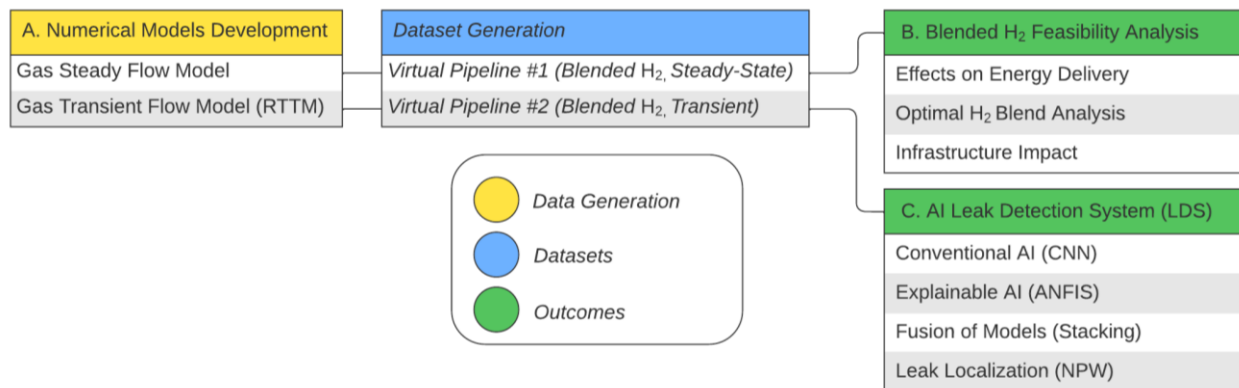 A. Numerical Models Development
Gas Steady Flow Model
Gas Transient Flow Model (RTTM)
Dataset Generation
Virtual Pipeline #1 (Blended H₂, Steady-State)
Virtual Pipeline #2 (Blended H₂, Transient)
B. Blended H₂ Feasibility Analysis
Effects on Energy Delivery
Optimal H₂ Blend Analysis
Infrastructure Impact
C. AI Leak Detection System (LDS)
Conventional AI (CNN)
Explainable AI (ANFIS)
Fusion of Models (Stacking)
Leak Localization (NPW)
Data Generation
Datasets
Outcomes